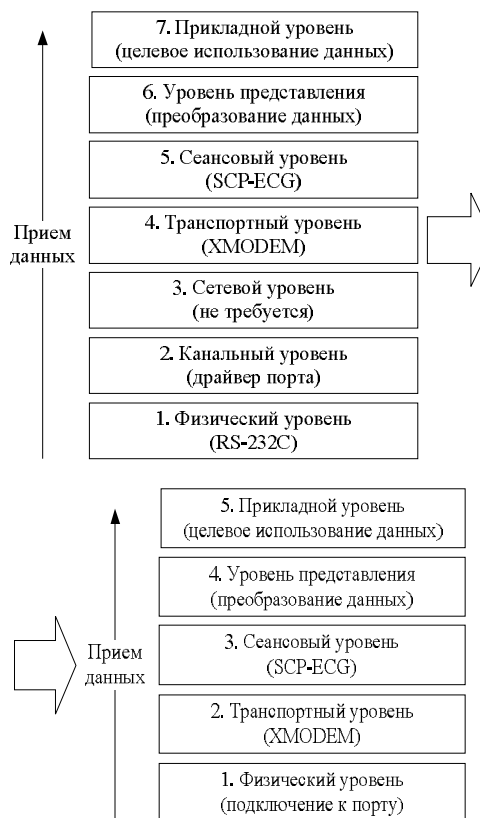 7. Прикладной уровень
(целевое использование данных)
6. Уровень представления
(преобразование данных)
5. Сеансовый уровень
(SCP-ECG)
4. Транспортный уровень
(XMODEM)
3. Сетевой уровень
(не требуется)
2. Канальный уровень
(драйвер порта)
1. Физический уровень
(RS-232C)
Прием
данных
5. Прикладной уровень
(целевое использование данных)
4. Уровень представления
(преобразование данных)
3. Сеансовый уровень
(SCP-ECG)
2. Транспортный уровень
(XMODEM)
1. Физический уровень
(подключение к порту)
Прием
данных